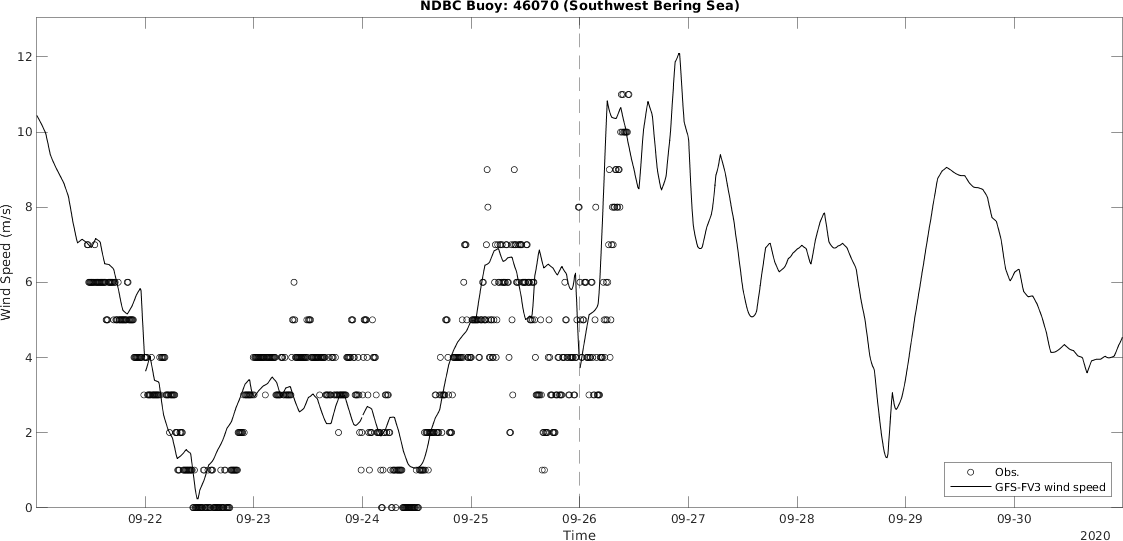 NDBC Buoy: 46070 (Southwest Bering Sea)
Wind Speed (m/s)
12
10
8
6
4
2
0
Obs.
GFS-FV3 wind speed
09-22 09-23 09-24 09-25 09-26 09-27 09-28 09-29 09-30
Time
2020